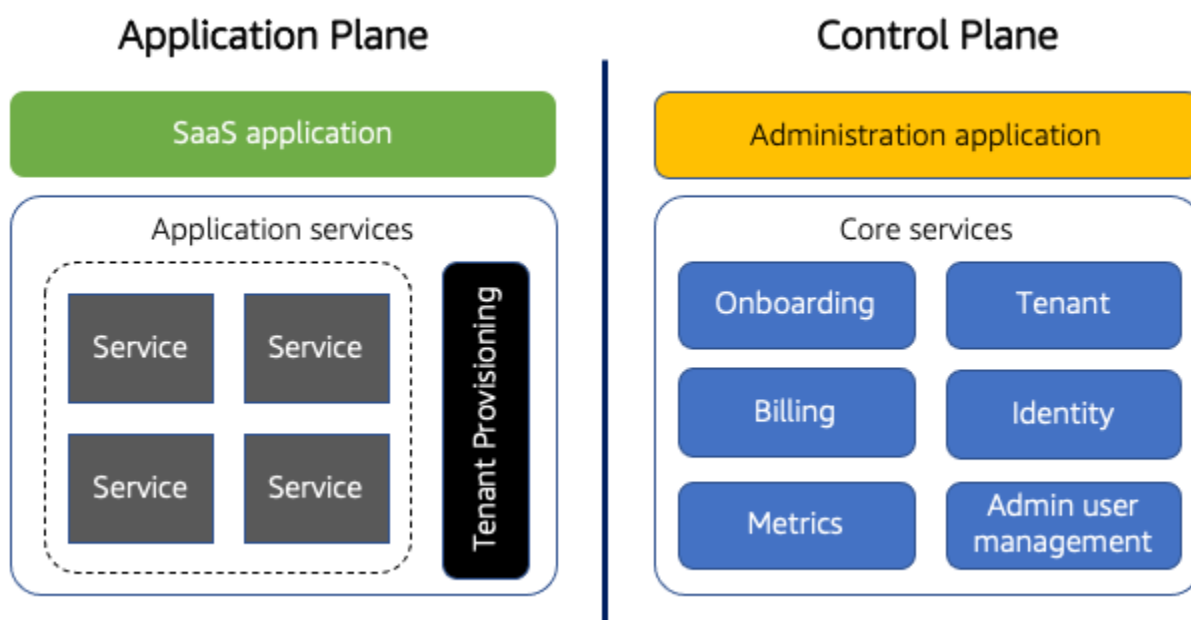 Application Plane
Control Plane
SaaS application
Administration application
Application services
Core services
Service
Service
Service
Service
Tenant Provisioning
Onboarding
Tenant
Billing
Identity
Metrics
Admin user
management